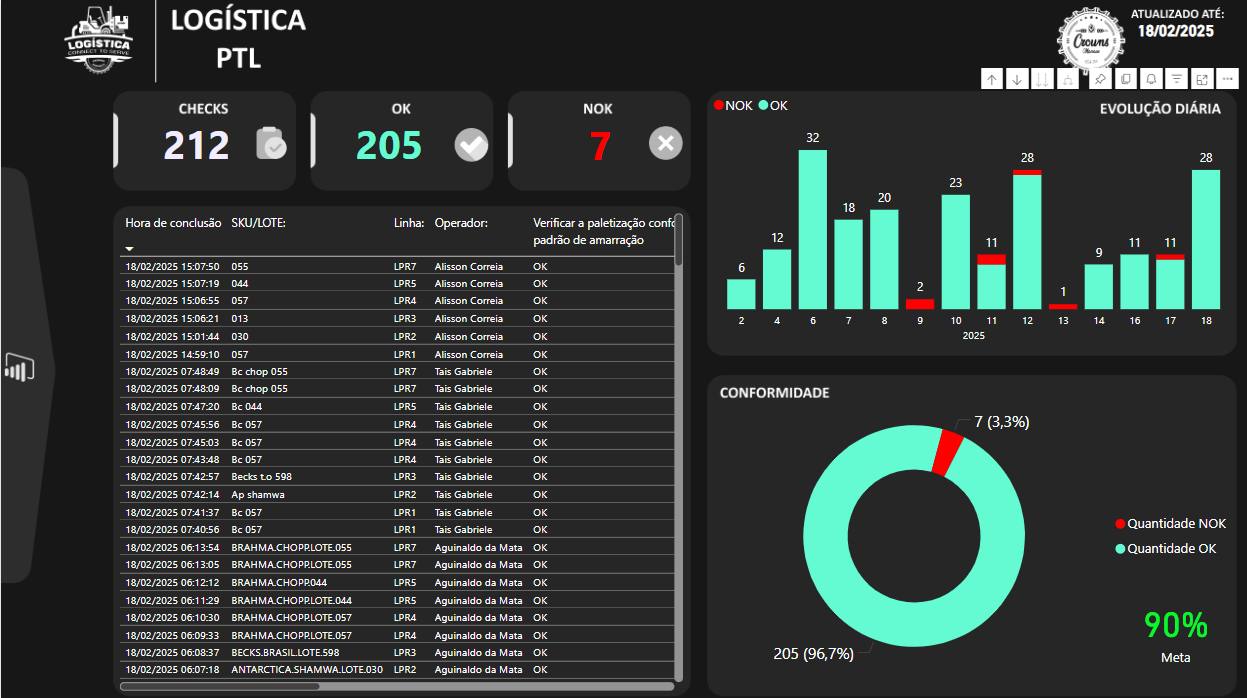 LOGÍSTICA
CONNECT TO SERVE
LOGÍSTICA
PTL
Crowns
ATUALIZADO ATÉ:
18/02/2025
CHECKS
212
OK
205
NOK
7
Hora de conclusão SKU/LOTE: Linha: Operador: Verificar a paletização confo
padrão de amarração
18/02/2025 15:07:50 055 LPR7 Alisson Correia OK
18/02/2025 15:07:19 044 LPR5 Alisson Correia OK
18/02/2025 15:06:55 057 LPR4 Alisson Correia OK
18/02/2025 15:06:21 013 LPR3 Alisson Correia OK
18/02/2025 15:01:44 030 LPR2 Alisson Correia OK
18/02/2025 14:59:10 057 LPR1 Alisson Correia OK
18/02/2025 07:48:49 Bc chop 055 LPR7 Tais Gabriele OK
18/02/2025 07:48:09 Bc chop 055 LPR7 Tais Gabriele OK
18/02/2025 07:47:20 Bc 044 LPR5 Tais Gabriele OK
18/02/2025 07:45:56 Bc 057 LPR4 Tais Gabriele OK
18/02/2025 07:45:03 Bc 057 LPR4 Tais Gabriele OK
18/02/2025 07:43:48 Bc 057 LPR4 Tais Gabriele OK
18/02/2025 07:42:57 Becks t.o 598 LPR3 Tais Gabriele OK
18/02/2025 07:42:14 Ap shamwa LPR2 Tais Gabriele OK
18/02/2025 07:41:37 Bc 057 LPR1 Tais Gabriele OK
18/02/2025 07:40:56 Bc 057 LPR1 Tais Gabriele OK
18/02/2025 06:13:54 BRAHMA.CHOPP.LOTE.055 LPR7 Aguinaldo da Mata OK
18/02/2025 06:13:05 BRAHMA.CHOPP.LOTE.055 LPR7 Aguinaldo da Mata OK
18/02/2025 06:12:12 BRAHMA.CHOPP.044 LPR5 Aguinaldo da Mata OK
18/02/2025 06:11:29 BRAHMA.CHOPP.LOTE.044 LPR5 Aguinaldo da Mata OK
18/02/2025 06:10:30 BRAHMA.CHOPP.LOTE.057 LPR4 Aguinaldo da Mata OK
18/02/2025 06:09:33 BRAHMA.CHOPP.LOTE.057 LPR4 Aguinaldo da Mata OK
18/02/2025 06:08:37 BECKS.BRASIL.LOTE.598 LPR3 Aguinaldo da Mata OK
18/02/2025 06:07:18 ANTARCTICA.SHAMWA.LOTE.030 LPR2 Aguinaldo da Mata OK
NOK OK
EVOLUÇÃO DIÁRIA
6 12 32 18 20 2 23 11 28 1 9 11 11 28
2 4 6 7 8 9 10 11 12 13 14 16 17 18
2025
CONFORMIDADE
7 (3,3%)
205 (96,7%)
Quantidade NOK
Quantidade OK
90%
Meta